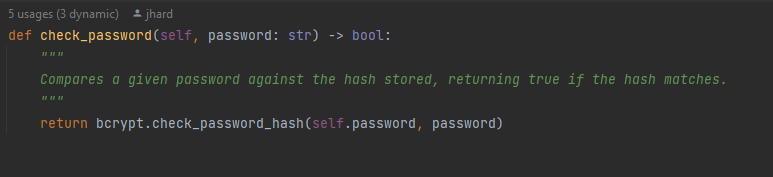 5 usages (3 dynamic) jhard
def check_password(self, password: str) -> bool:
"""
Compares a given password against the hash stored, returning true if the hash matches.
"""
return bcrypt.check_password_hash(self.password, password)